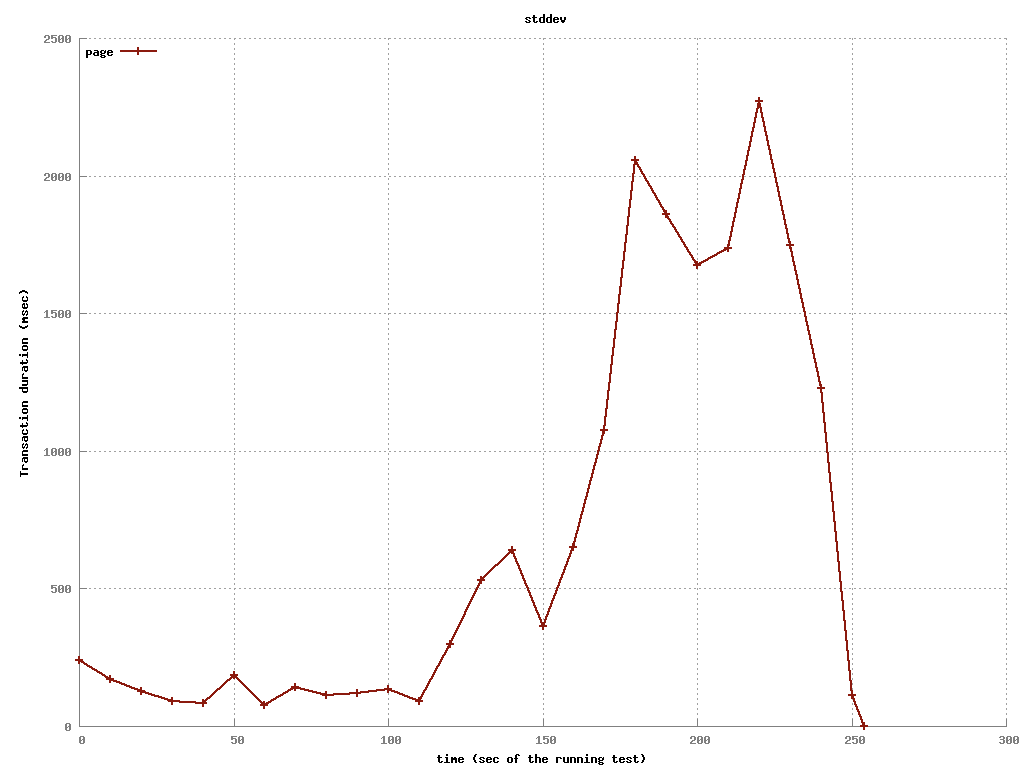 stddev
page
2500
2000
1500
1000
500
0
Transaction duration (msec)
0 50 100 150 200 250 300
time (sec of the running test)